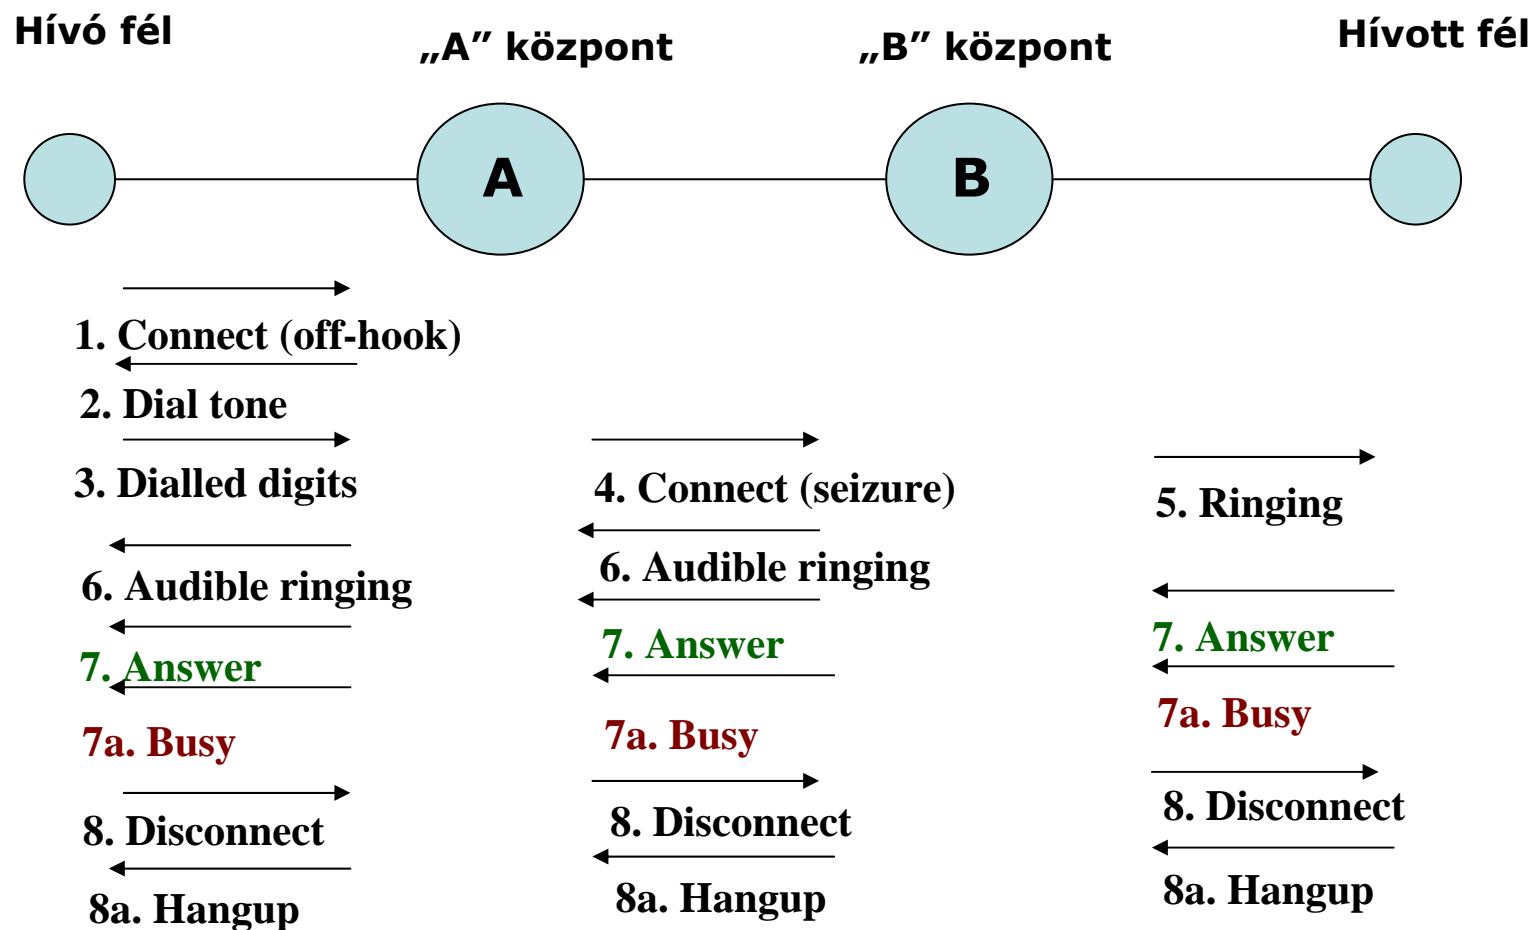 Hívó fél
„A” központ
„B” központ
Hívott fél
A
B
1. Connect (off-hook)
2. Dial tone
3. Dialled digits
4. Connect (seizure)
5. Ringing
6. Audible ringing
6. Audible ringing
7. Answer
7. Answer
7. Answer
7a. Busy
7a. Busy
7a. Busy
8. Disconnect
8. Disconnect
8. Disconnect
8a. Hangup
8a. Hangup
8a. Hangup